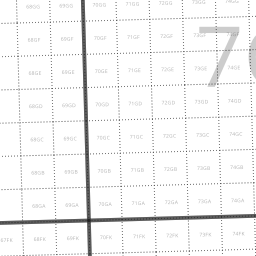 68GG 69GG 70GG 71GG 72GG 73GG 74GG
68GF 69GF 70GF 71GF 72GF 73GF
68GE 69GE 70GE 71GE 72GE 73GE 74GE
68GD 69GD 70GD 71GD 72GD 73GD 74GD
68GC 69GC 70GC 71GC 72GC 73GC 74GC
68GB 69GB 70GB 71GB 72GB 73GB 74GB
68GA 69GA 70GA 71GA 72GA 73GA 74GA
67FK 68FK 69FK 70FK 71FK 72FK 73FK 74FK